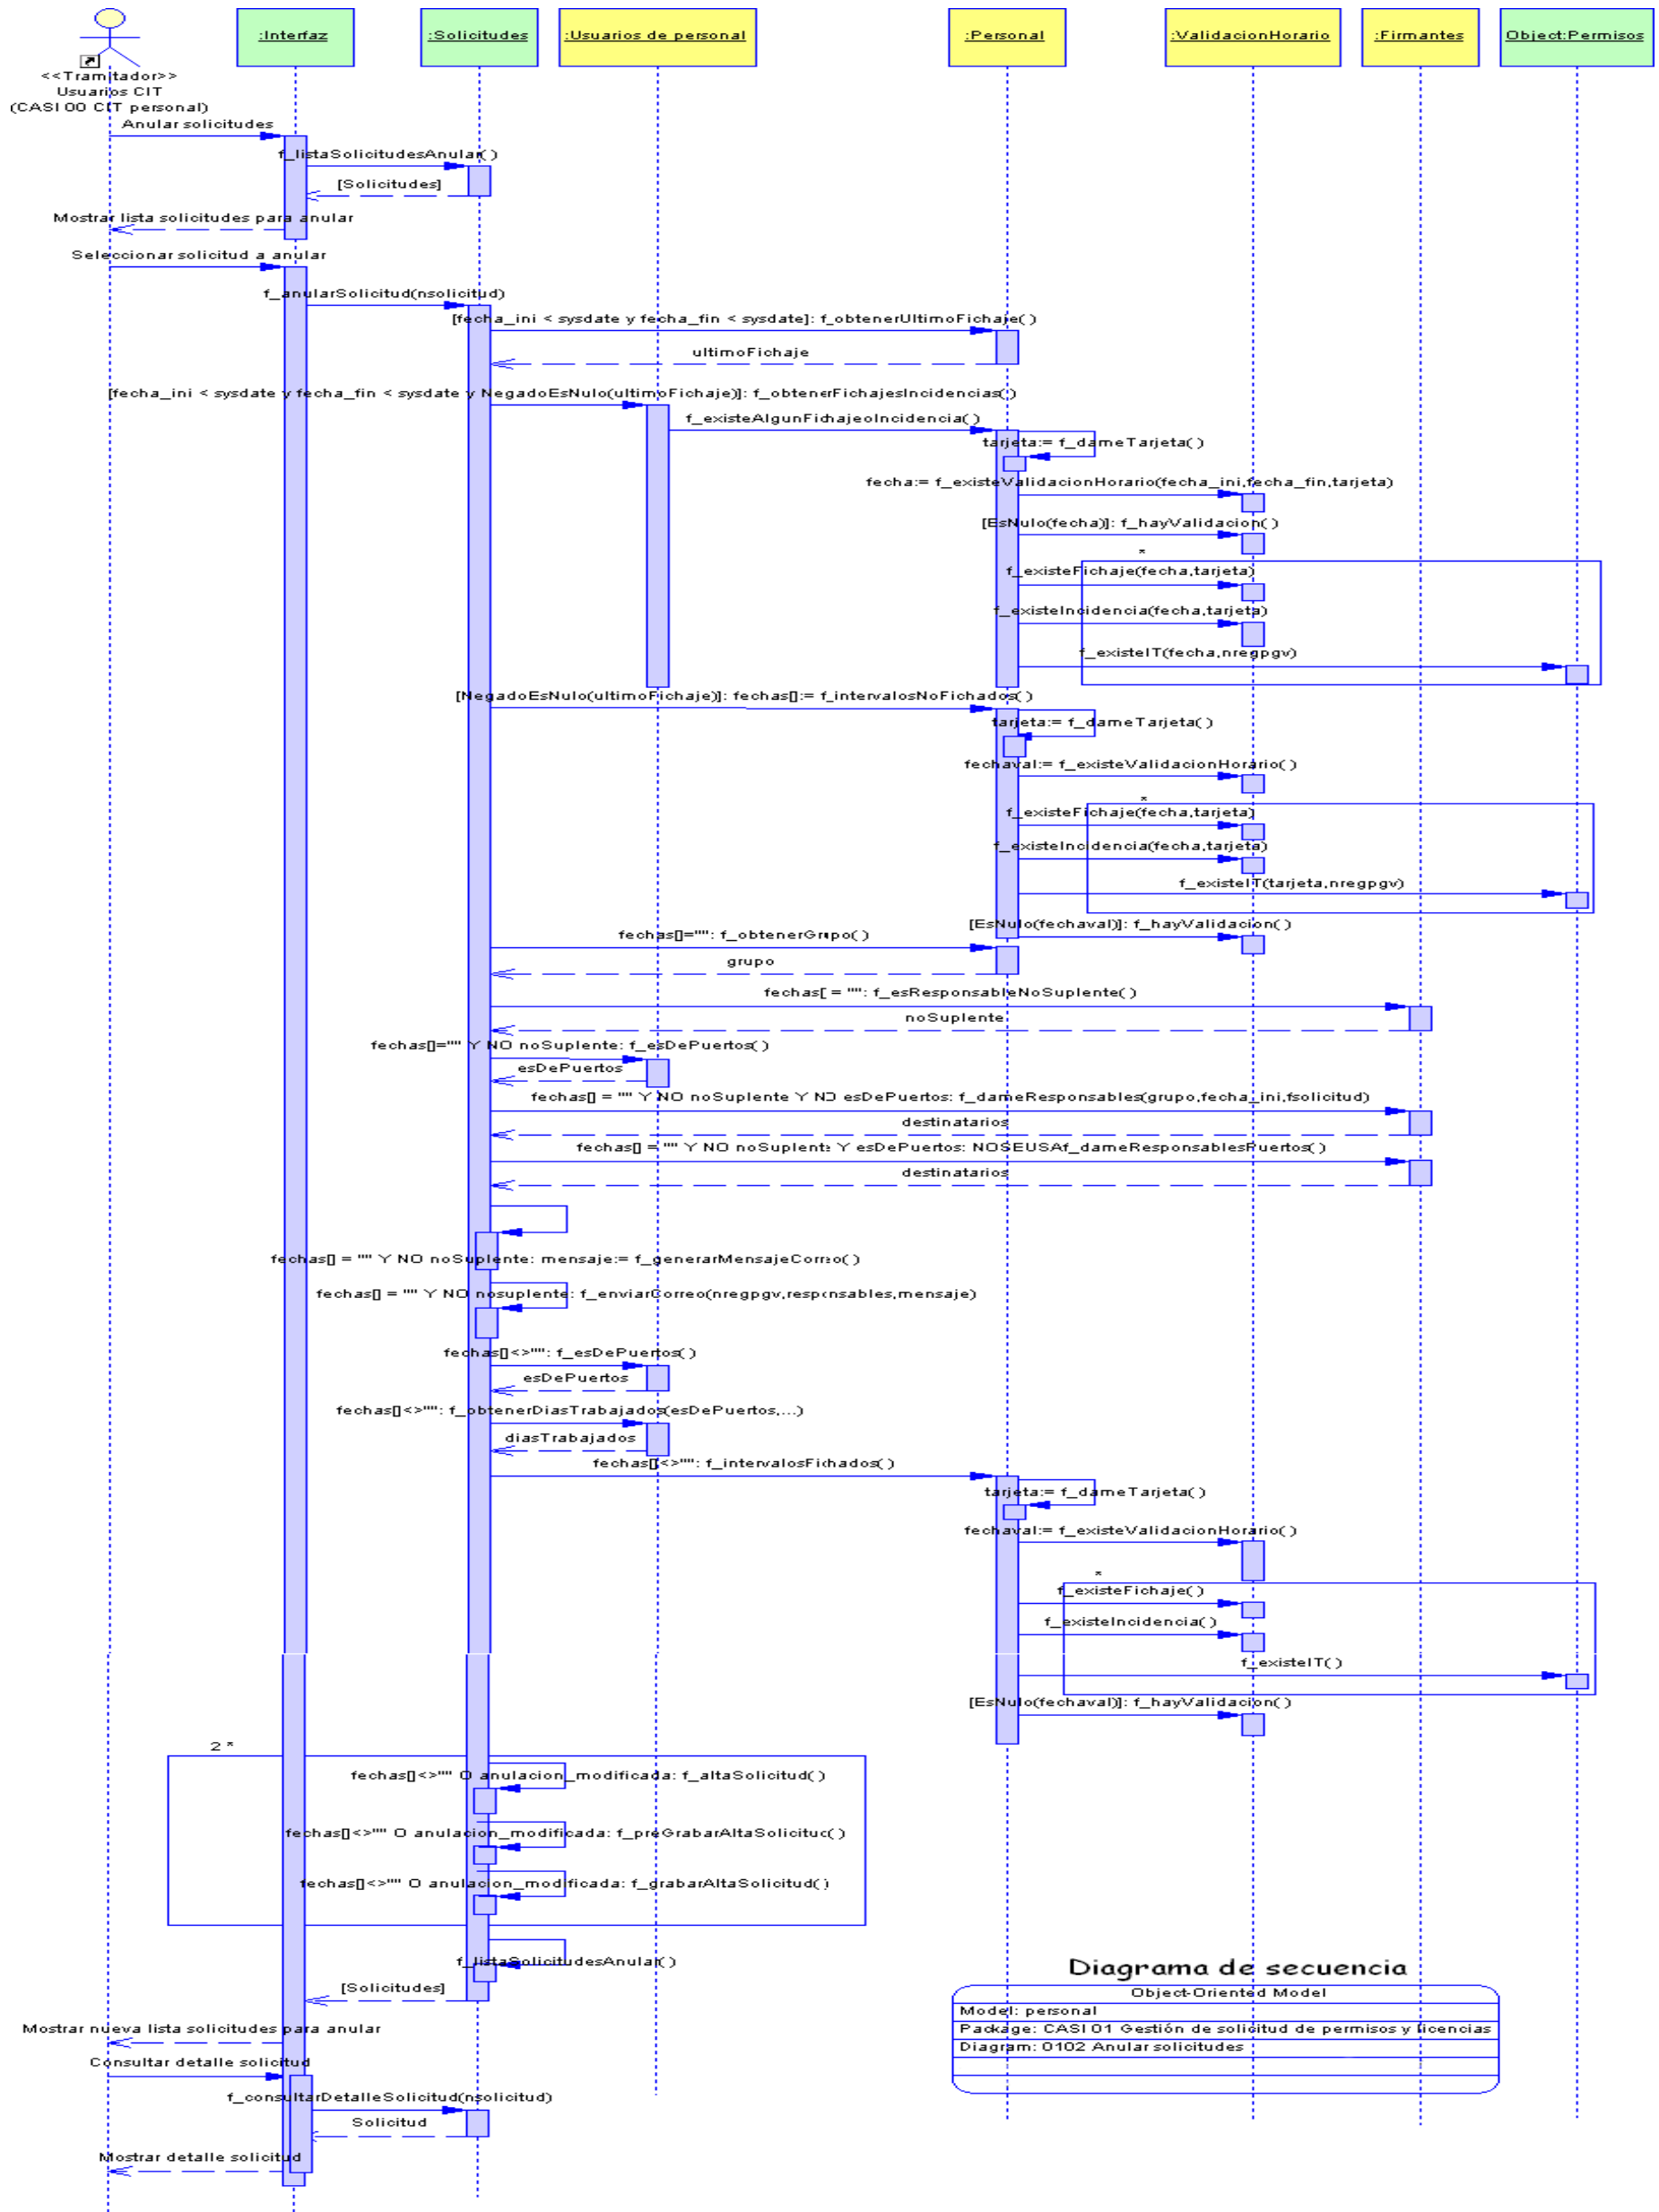 :Interfaz
:Solicitudes
:Usuarios de personal
:Personal
:ValidacionHorario
:Firmantes
Object:Permisos
<<Tramitador>>
Usuarios CIT
(CASI 00 CIT personal)
Anular solicitudes
f_listaSolicitudesAnular()
[Solicitudes]
Mostrar lista solicitudes para anular
Seleccionar solicitud a anular
f_anularSolicitud(nsolicitud)
[fecha_ini < sysdate y fecha_fin < sysdate]: f_obtenerUltimoFichaje()
ultimoFichaje
[fecha_ini < sysdate y fecha_fin < sysdate y NegadoEsNulo(ultimoFichaje)]: f_obtenerFichajesIncidencias()
f_existeAlgunFichajeoIncidencia()
tarjeta:= f_dameTarjeta()
fecha:= f_existeValidacionHorario(fecha_ini,fecha_fin,tarjeta)
[EsNulo(fecha)]: f_hayValidacion()
*
f_existeFichaje(fecha,tarjeta)
f_existeIncidencia(fecha,tarjeta)
f_existeIT(fecha,nregpgv)
[NegadoEsNulo(ultimoFichaje)]: fechas[]:= f_intervalosNoFichados()
tarjeta:= f_dameTarjeta()
fechaval:= f_existeValidacionHorario()
*
f_existeFichaje(fecha,tarjeta)
f_existeIncidencia(fecha,tarjeta)
f_existeIT(tarjeta,nregpgv)
[EsNulo(fechaval)]: f_hayValidacion()
fechas[]="": f_obtenerGrupo()
grupo
fechas[ = "": f_esResponsableNoSuplente()
noSuplente
fechas[]="" Y NO noSuplente: f_esDePuertos()
esDePuertos
fechas[] = "" Y NO noSuplente Y NO esDePuertos: f_dameResponsables(grupo,fecha_ini,fsolicitud)
destinatarios
fechas[] = "" Y NO noSuplente Y esDePuertos: NOSEUSAf_dameResponsablesPuertos()
destinatarios
fechas[] = "" Y NO noSuplente: mensaje:= f_generarMensajeCorreo()
fechas[] = "" Y NO nosuplente: f_enviarCorreo(nregpgv,responsables,mensaje)
fechas[]<>"": f_esDePuertos()
esDePuertos
fechas[]<>"": f_obtenerDiasTrabajados(esDePuertos,...)
diasTrabajados
fechas[]<>"": f_intervalosFichados()
tarjeta:= f_dameTarjeta()
fechaval:= f_existeValidacionHorario()
*
f_existeFichaje()
f_existeIncidencia()
f_existeIT()
[EsNulo(fechaval)]: f_hayValidacion()
2 *
fechas[]<>"" O anulacion_modificada: f_altaSolicitud()
fechas[]<>"" O anulacion_modificada: f_preGrabarAltaSolicitud()
fechas[]<>"" O anulacion_modificada: f_grabarAltaSolicitud()
f_listaSolicitudesAnular()
[Solicitudes]
Mostrar nueva lista solicitudes para anular
Consultar detalle solicitud
f_consultarDetalleSolicitud(nsolicitud)
Solicitud
Mostrar detalle solicitud
Diagrama de secuencia
Object-Oriented Model
Model: personal
Package: CASI 01 Gestión de solicitud de permisos y licencias
Diagram: 0102 Anular solicitudes